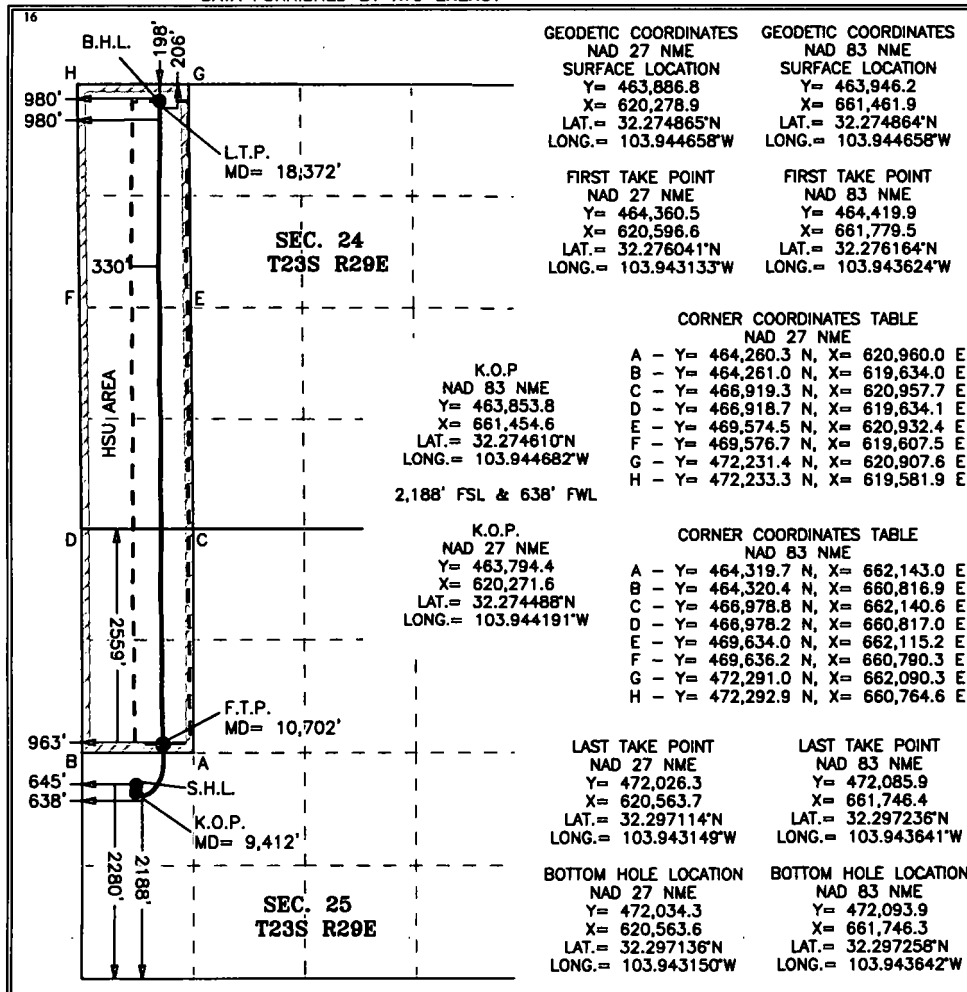 16
B.H.L.
198'
206'
H
G
980'
980'
L.T.P.
MD= 18,372'
SEC. 24
T23S R29E
330'
F
E
HSU AREA
D
C
2559'
F.T.P.
MD= 10,702'
963'
B
A
645'
S.H.L.
638'
K.O.P.
MD= 9,412'
2280'
2188'
SEC. 25
T23S R29E
K.O.P
NAD 83 NME
Y= 463,853.8
X= 661,454.6
LAT.= 32.274610°N
LONG.= 103.944682°W
2,188' FSL & 638' FWL
K.O.P.
NAD 27 NME
Y= 463,794.4
X= 620,271.6
LAT.= 32.274488°N
LONG.= 103.944191°W
GEODETIC COORDINATES
NAD 27 NME
SURFACE LOCATION
Y= 463,886.8
X= 620,278.9
LAT.= 32.274865°N
LONG.= 103.944658°W
GEODETIC COORDINATES
NAD 83 NME
SURFACE LOCATION
Y= 463,946.2
X= 661,461.9
LAT.= 32.274864°N
LONG.= 103.944658°W
FIRST TAKE POINT
NAD 27 NME
Y= 464,360.5
X= 620,596.6
LAT.= 32.276041°N
LONG.= 103.943133°W
FIRST TAKE POINT
NAD 83 NME
Y= 464,419.9
X= 661,779.5
LAT.= 32.276164°N
LONG.= 103.943624°W
CORNER COORDINATES TABLE
NAD 27 NME
A - Y= 464,260.3 N, X= 620,960.0 E
B - Y= 464,261.0 N, X= 619,634.0 E
C - Y= 466,919.3 N, X= 620,957.7 E
D - Y= 466,918.7 N, X= 619,634.1 E
E - Y= 469,574.5 N, X= 620,932.4 E
F - Y= 469,576.7 N, X= 619,607.5 E
G - Y= 472,231.4 N, X= 620,907.6 E
H - Y= 472,233.3 N, X= 619,581.9 E
CORNER COORDINATES TABLE
NAD 83 NME
A - Y= 464,319.7 N, X= 662,143.0 E
B - Y= 464,320.4 N, X= 660,816.9 E
C - Y= 466,978.8 N, X= 662,140.6 E
D - Y= 466,978.2 N, X= 660,817.0 E
E - Y= 469,634.0 N, X= 662,115.2 E
F - Y= 469,636.2 N, X= 660,790.3 E
G - Y= 472,291.0 N, X= 662,090.3 E
H - Y= 472,292.9 N, X= 660,764.6 E
LAST TAKE POINT
NAD 27 NME
Y= 472,026.3
X= 620,563.7
LAT.= 32.297114°N
LONG.= 103.943149°W
LAST TAKE POINT
NAD 83 NME
Y= 472,085.9
X= 661,746.4
LAT.= 32.297236°N
LONG.= 103.943641°W
BOTTOM HOLE LOCATION
NAD 27 NME
Y= 472,034.3
X= 620,563.6
LAT.= 32.297136°N
LONG.= 103.943150°W
BOTTOM HOLE LOCATION
NAD 83 NME
Y= 472,093.9
X= 661,746.3
LAT.= 32.297258°N
LONG.= 103.943642°W